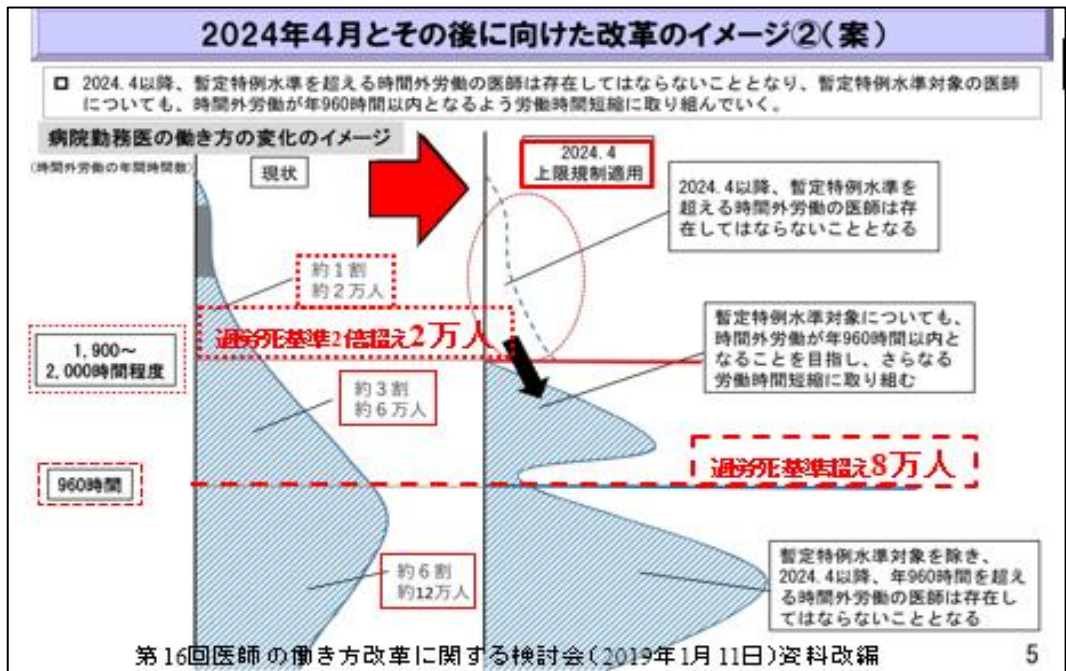 2024年4月とその後に向けた改革のイメージ②(案)
□ 2024.4以降、暫定特例水準を超える時間外労働の医師は存在してはならないこととなり、暫定特例水準対象の医師
についても、時間外労働が年960時間以内となるよう労働時間短縮に取り組んでいく。
病院勤務医の働き方の変化のイメージ
(時間外労働の年間時間数)
現状
2024.4
上限規制適用
2024.4以降、暫定特例水準を
超える時間外労働の医師は存
在してはならないこととなる
約1割
約2万人
過労死基準2倍超え2万人
1,900~
2,000時間程度
暫定特例水準対象についても、
時間外労働が年960時間以内と
なることを目指し、さらなる
労働時間短縮に取り組む
約3割
約6万人
過労死基準超え8万人
960時間
約6割
約12万人
暫定特例水準対象を除き、
2024.4以降、年960時間を超え
る時間外労働の医師は存在し
てはならないこととなる
第16回医師の働き方改革に関する検討会(2019年1月11日)資料改編
5